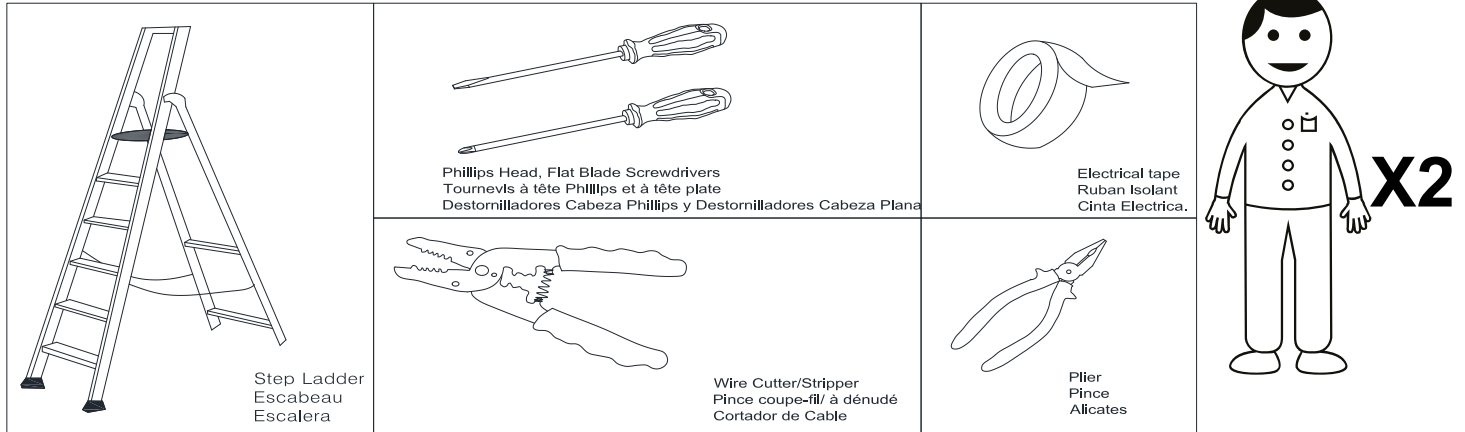 Phillips Head, Flat Blade Screwdrivers
Tournevis à tête Phillips et à tête plate
Destornilladores Cabeza Phillips y Destornilladores Cabeza Plana
Electrical tape
Ruban Isolant
Cinta Electrica.
X2
Step Ladder
Escabeau
Escalera
Wire Cutter/Stripper
Pince coupe-fil/ à dénudé
Cortador de Cable
Plier
Pince
Alicates